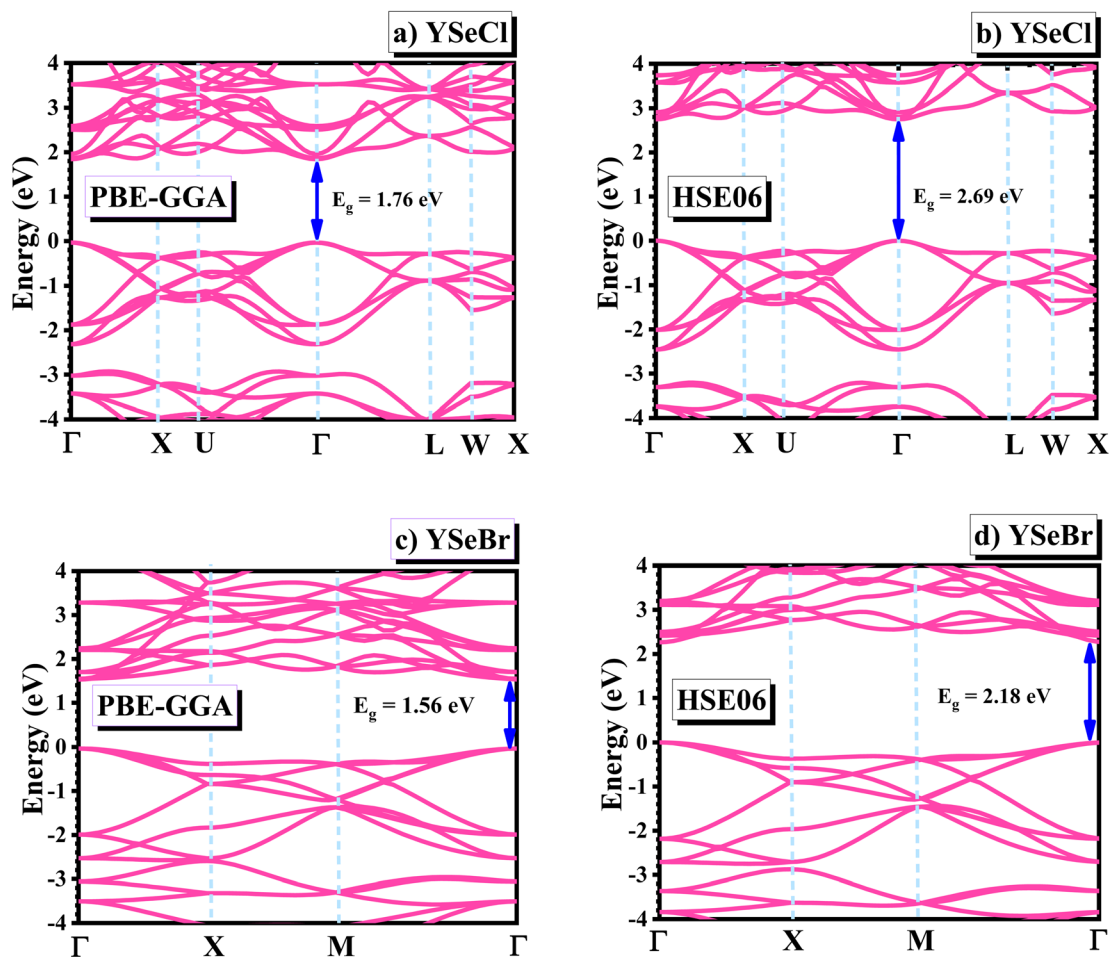 a) YSeCl
Energy (eV)
4
3
2
1
0
-1
-2
-3
-4
PBE-GGA
E_g = 1.76 eV
Γ X U Γ L W X
b) YSeCl
Energy (eV)
4
3
2
1
0
-1
-2
-3
-4
HSE06
E_g = 2.69 eV
Γ X U Γ L W X
c) YSeBr
Energy (eV)
4
3
2
1
0
-1
-2
-3
-4
PBE-GGA
E_g = 1.56 eV
Γ X M Γ
d) YSeBr
Energy (eV)
4
3
2
1
0
-1
-2
-3
-4
HSE06
E_g = 2.18 eV
Γ X M Γ